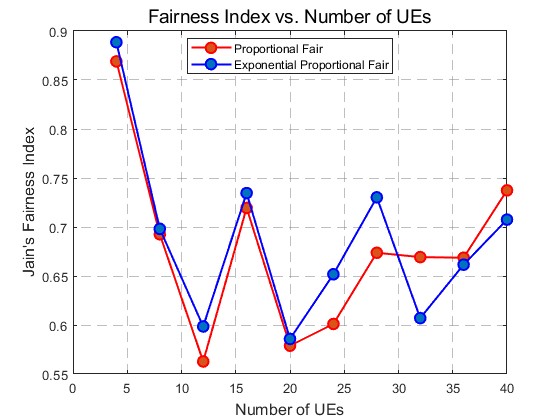 Fairness Index vs. Number of UEs
Proportional Fair
Exponential Proportional Fair
Jain's Fairness Index
0.9
0.85
0.8
0.75
0.7
0.65
0.6
0.55
0 5 10 15 20 25 30 35 40
Number of UEs